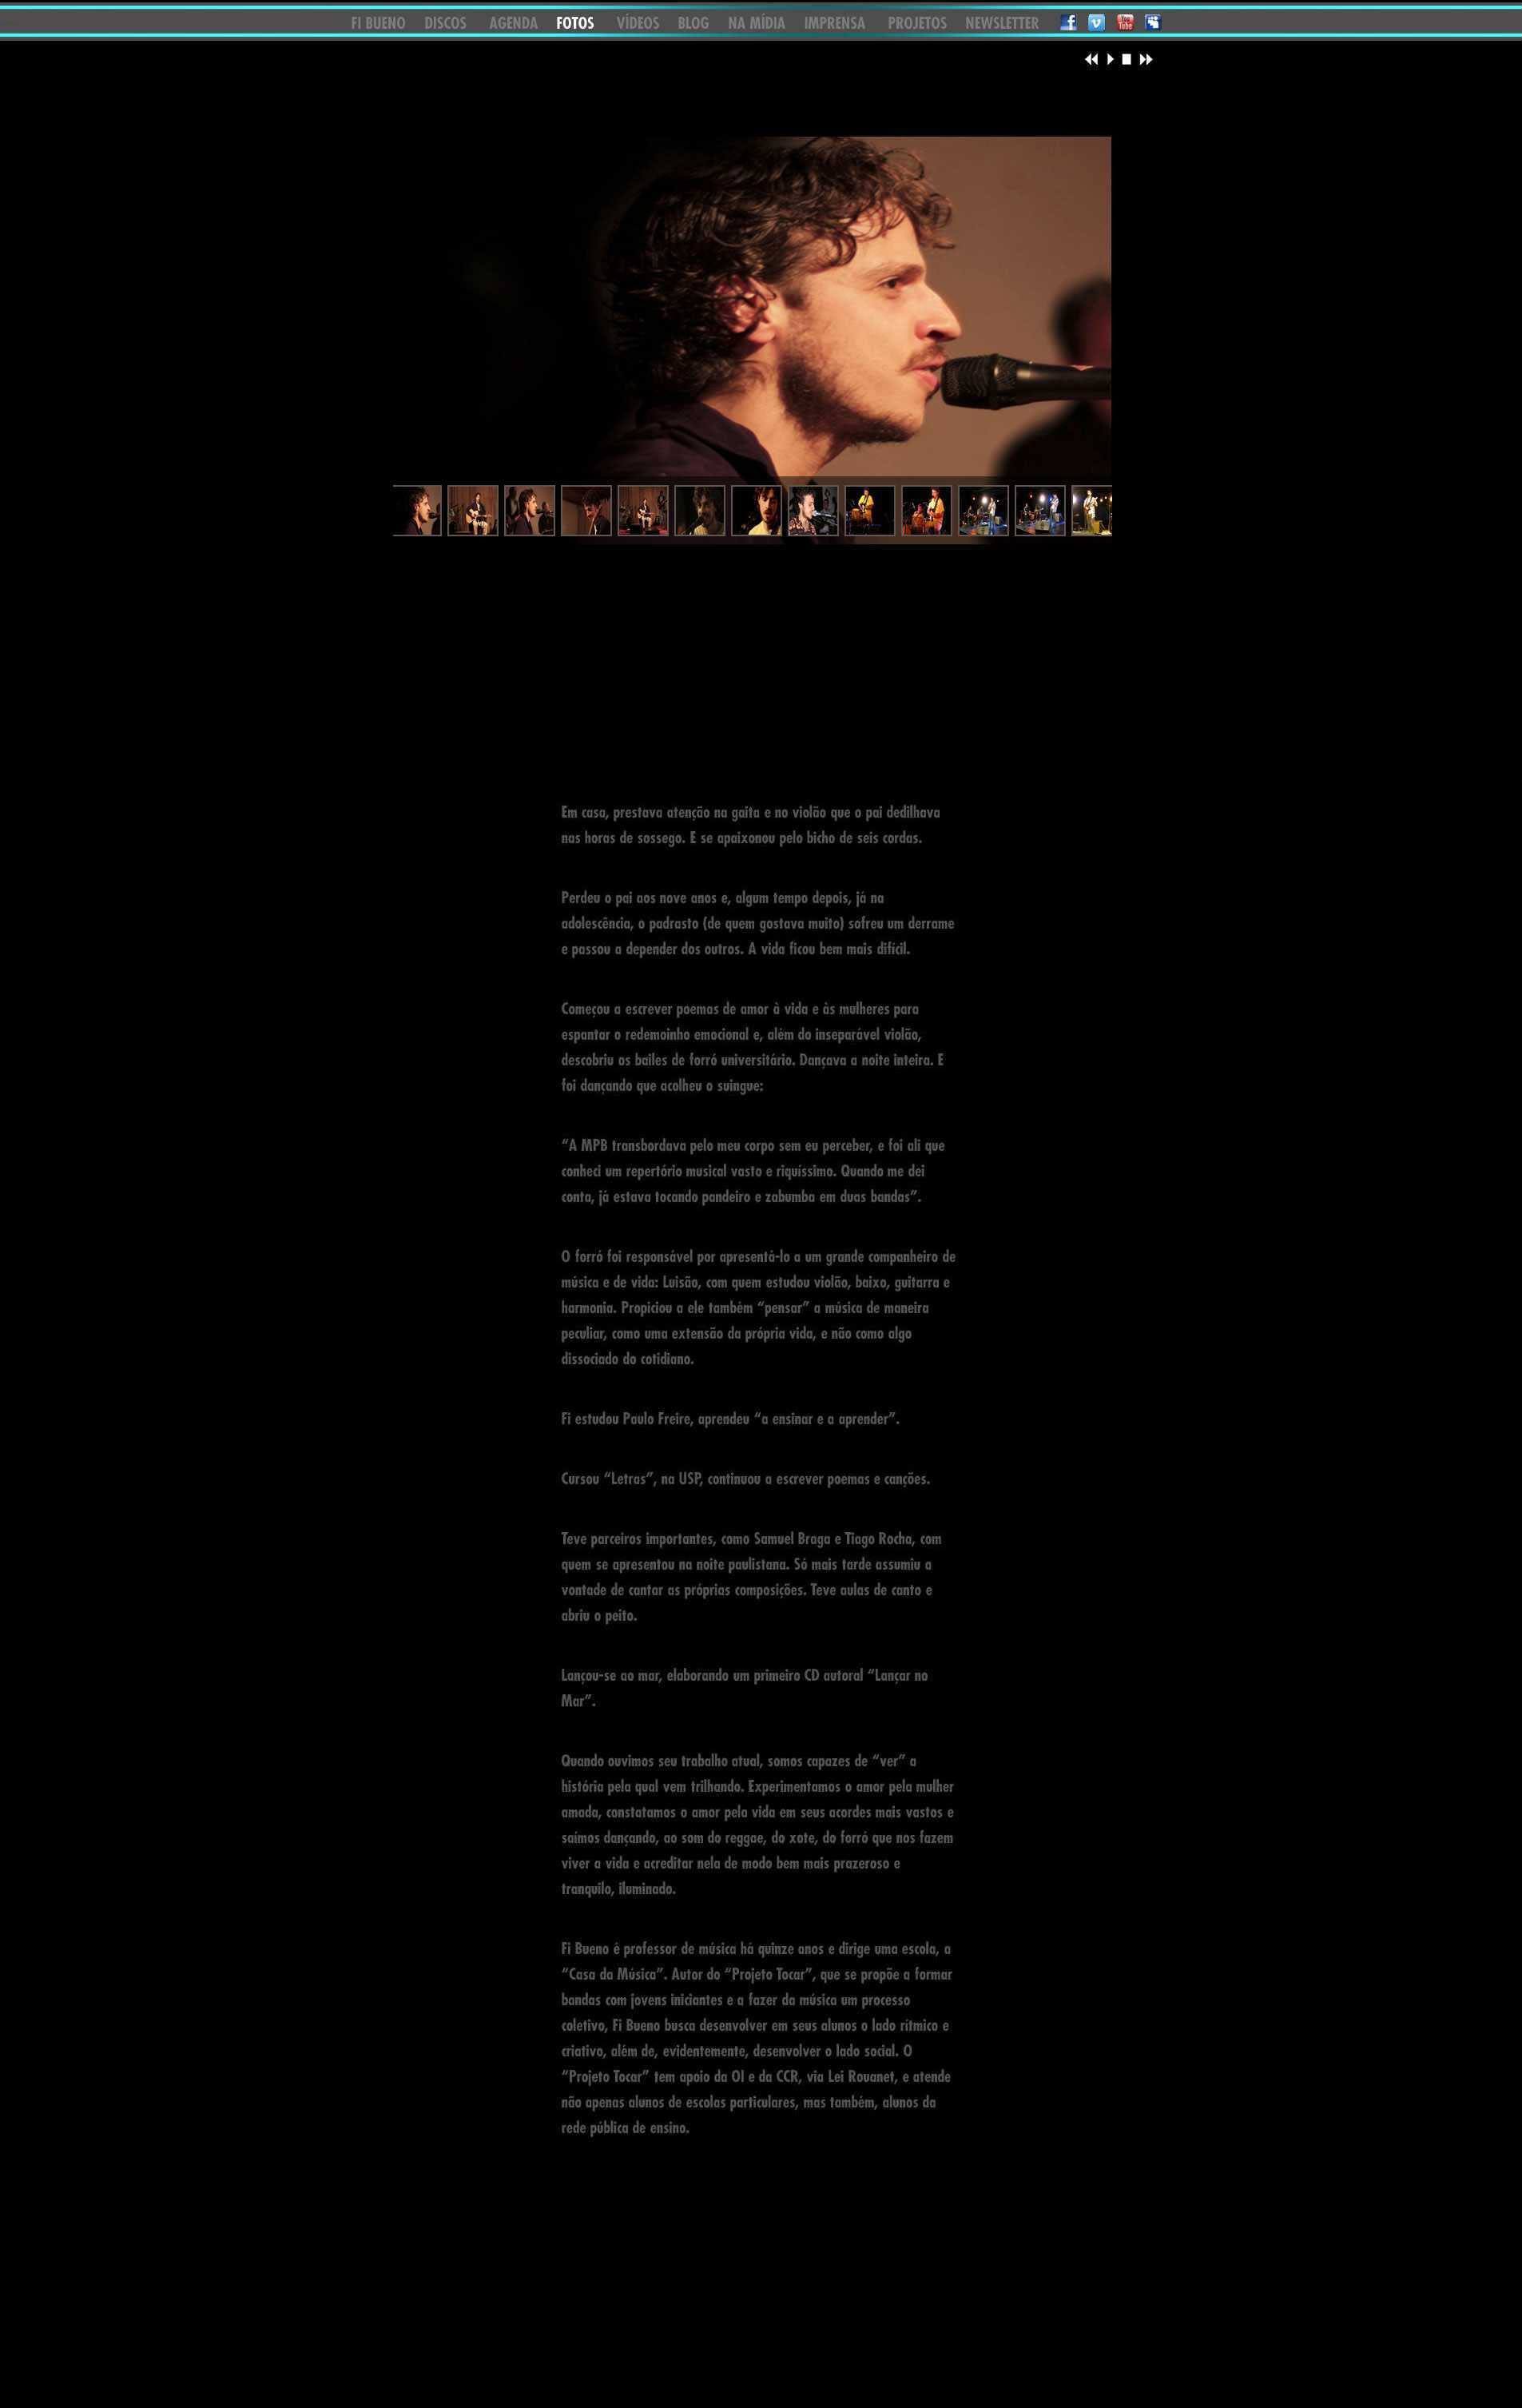 FI BUENO DISCOS AGENDA FOTOS VÍDEOS BLOG NA MÍDIA IMPRENSA PROJETOS NEWSLETTER
You Tube
Em casa, prestava atenção na gaita e no violão que o pai dedilhava
nas horas de sossego. E se apaixonou pelo bicho de seis cordas.
Perdeu o pai aos nove anos e, algum tempo depois, já na
adolescência, o padrasto (de quem gostava muito) sofreu um derrame
e passou a depender dos outros. A vida ficou bem mais difícil.
Começou a escrever poemas de amor à vida e às mulheres para
espantar o redemoinho emocional e, além do inseparável violão,
descobriu os bailes de forró universitário. Dançava a noite inteira. E
foi dançando que acolheu o suingue:
“A MPB transbordava pelo meu corpo sem eu perceber, e foi ali que
conheci um repertório musical vasto e riquíssimo. Quando me dei
conta, já estava tocando pandeiro e zabumba em duas bandas”.
O forró foi responsável por apresentá-lo a um grande companheiro de
música e de vida: Luisão, com quem estudou violão, baixo, guitarra e
harmonia. Propiciou a ele também “pensar” a música de maneira
peculiar, como uma extensão da própria vida, e não como algo
dissociado do cotidiano.
Fi estudou Paulo Freire, aprendeu “a ensinar e a aprender”.
Cursou “Letras”, na USP, continuou a escrever poemas e canções.
Teve parceiros importantes, como Samuel Braga e Tiago Rocha, com
quem se apresentou na noite paulistana. Só mais tarde assumiu a
vontade de cantar as próprias composições. Teve aulas de canto e
abriu o peito.
Lançou-se ao mar, elaborando um primeiro CD autoral “Lançar no
Mar”.
Quando ouvimos seu trabalho atual, somos capazes de “ver” a
história pela qual vem trilhando. Experimentamos o amor pela mulher
amada, constatamos o amor pela vida em seus acordes mais vastos e
saímos dançando, ao som do reggae, do xote, do forró que nos fazem
viver a vida e acreditar nela de modo bem mais prazeroso e
tranquilo, iluminado.
Fi Bueno é professor de música há quinze anos e dirige uma escola, a
“Casa da Música”. Autor do “Projeto Tocar”, que se propõe a formar
bandas com jovens iniciantes e a fazer da música um processo
coletivo, Fi Bueno busca desenvolver em seus alunos o lado rítmico e
criativo, além de, evidentemente, desenvolver o lado social. O
“Projeto Tocar” tem apoio da OI e da CCR, via Lei Rouanet, e atende
não apenas alunos de escolas particulares, mas também, alunos da
rede pública de ensino.